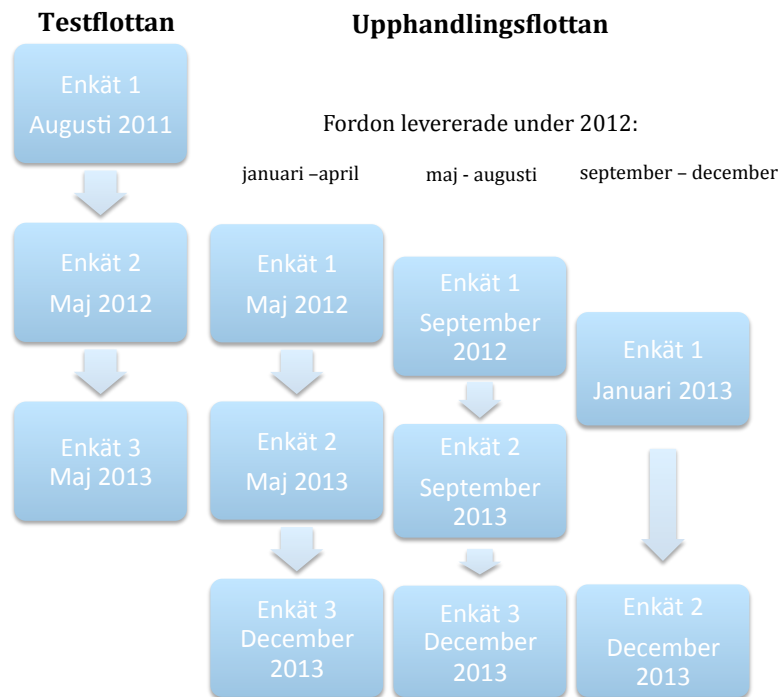 Testflottan
Enkät 1
Augusti 2011
Enkät 2
Maj 2012
Enkät 3
Maj 2013
Upphandlingsflottan
Fordon levererade under 2012:
januari –april
Enkät 1
Maj 2012
Enkät 2
Maj 2013
Enkät 3
December
2013
maj - augusti
Enkät 1
September
2012
Enkät 2
September
2013
Enkät 3
December
2013
september – december
Enkät 1
Januari 2013
Enkät 2
December
2013